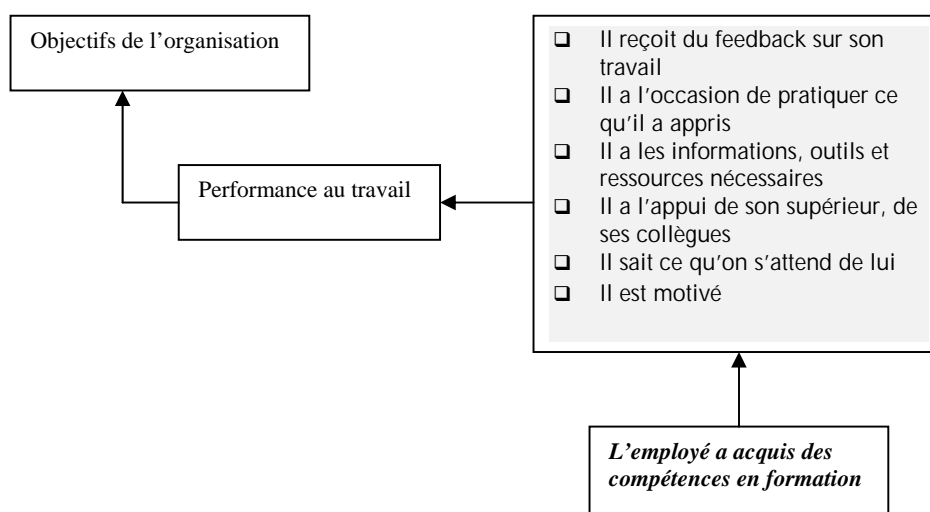 Objectifs de l'organisation
Performance au travail
❑ Il reçoit du feedback sur son
travail
❑ Il a l'occasion de pratiquer ce
qu'il a appris
❑ Il a les informations, outils et
ressources nécessaires
❑ Il a l'appui de son supérieur, de
ses collègues
❑ Il sait ce qu'on s'attend de lui
❑ Il est motivé
L'employé a acquis des
compétences en formation